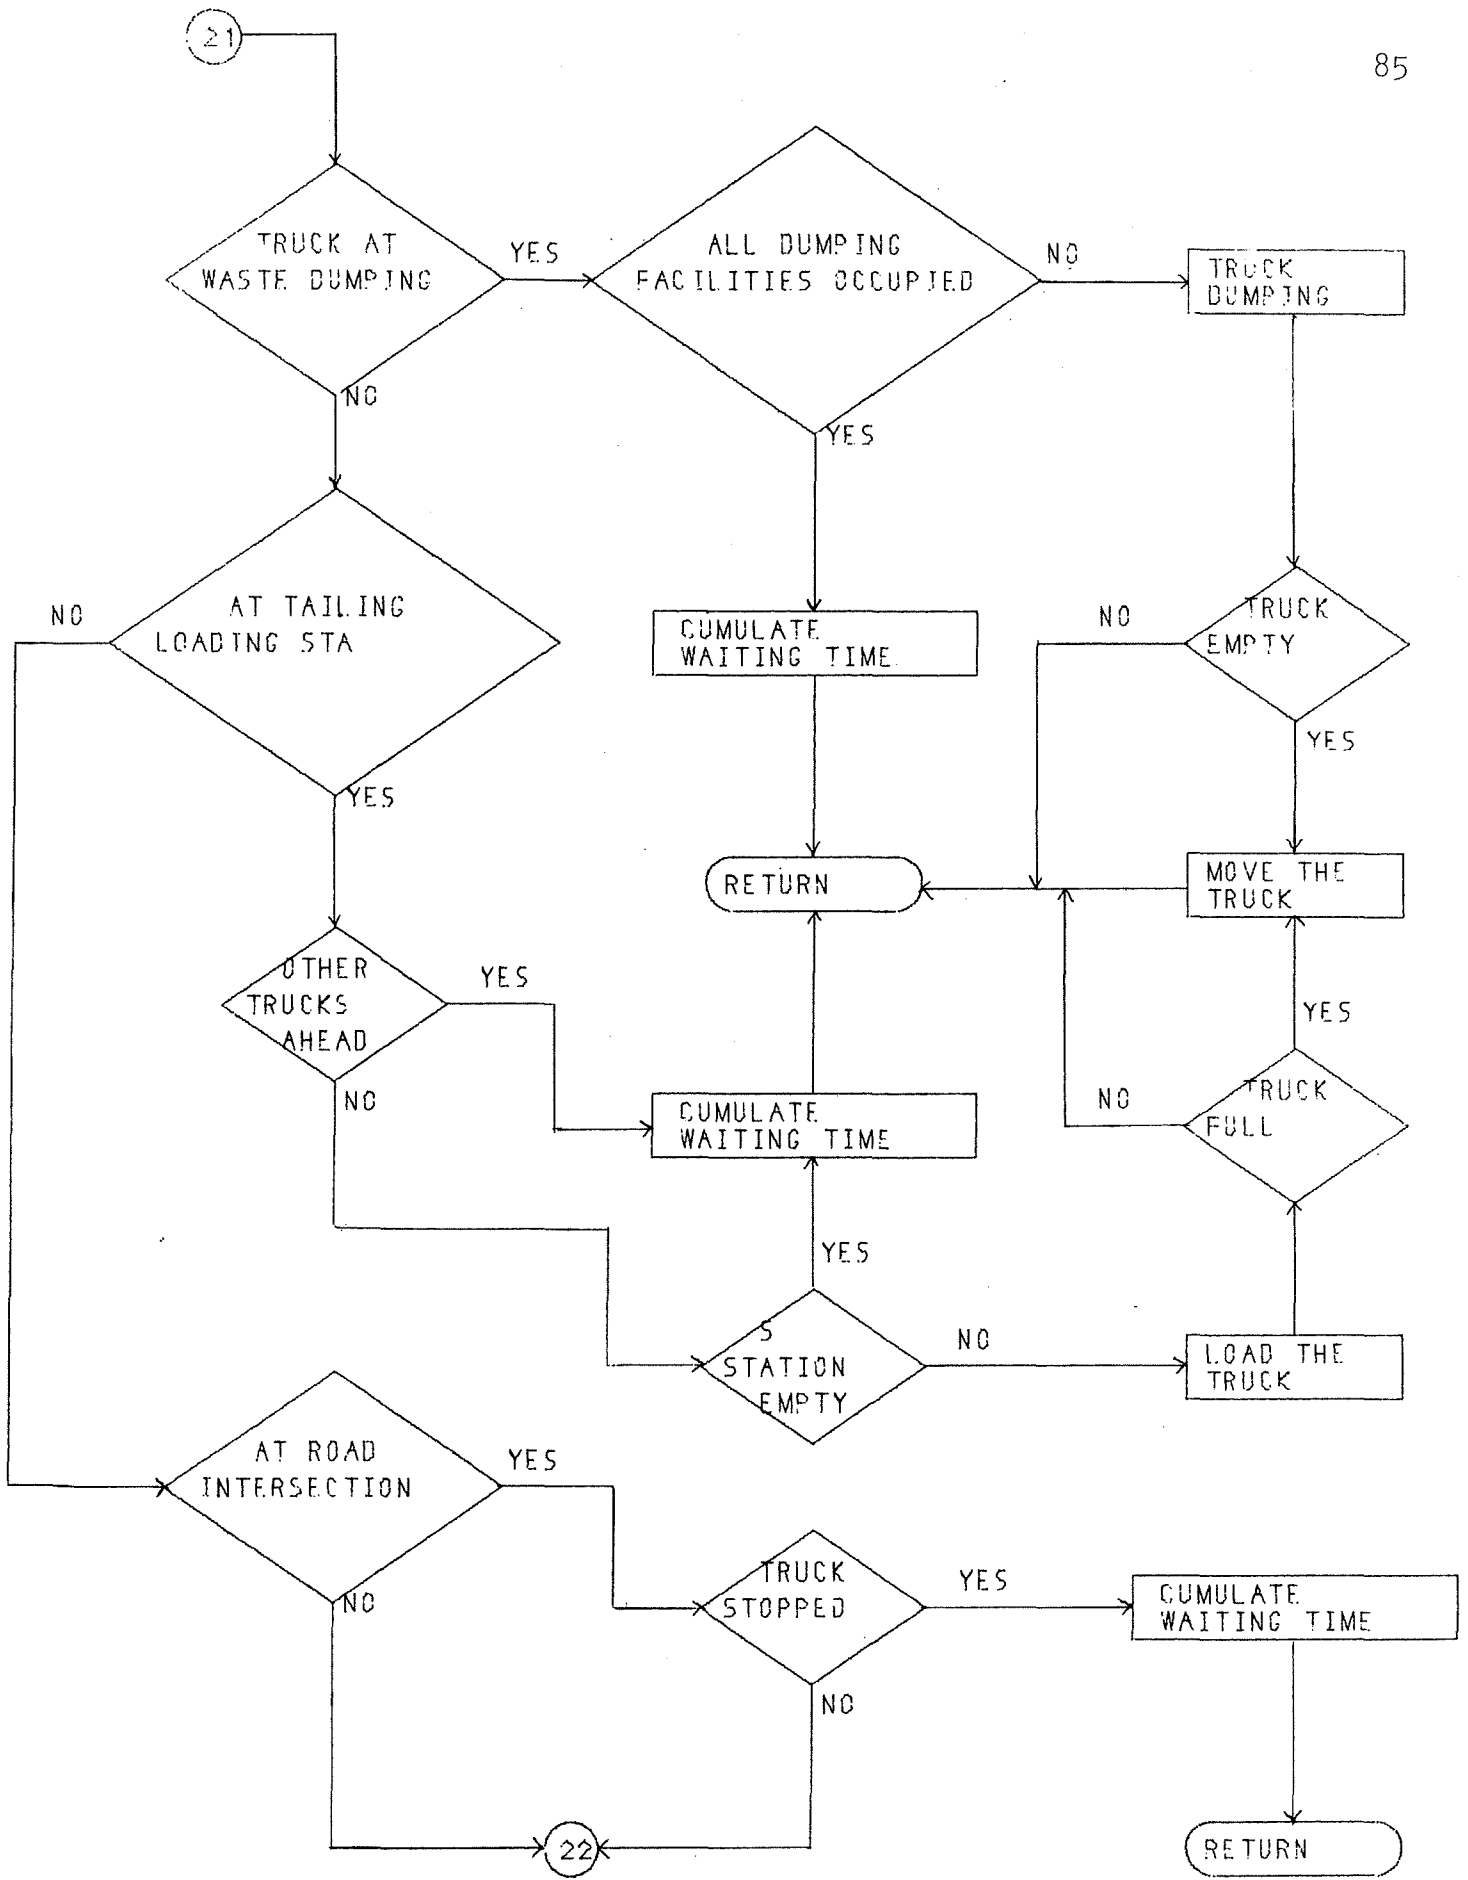 21
85
TRUCK AT
WASTE DUMPING
YES
ALL DUMPING
FACILITIES OCCUPIED
NO
TRUCK
DUMPING
NO
YES
AT TAILING
LOADING STA
NO
CUMULATE
WAITING TIME
TRUCK
EMPTY
NO
YES
YES
RETURN
MOVE THE
TRUCK
OTHER
TRUCKS
AHEAD
YES
NO
CUMULATE
WAITING TIME
YES
TRUCK
FULL
NO
YES
S
STATION
EMPTY
NO
LOAD THE
TRUCK
AT ROAD
INTERSECTION
YES
NO
TRUCK
STOPPED
YES
CUMULATE
WAITING TIME
NO
22
RETURN